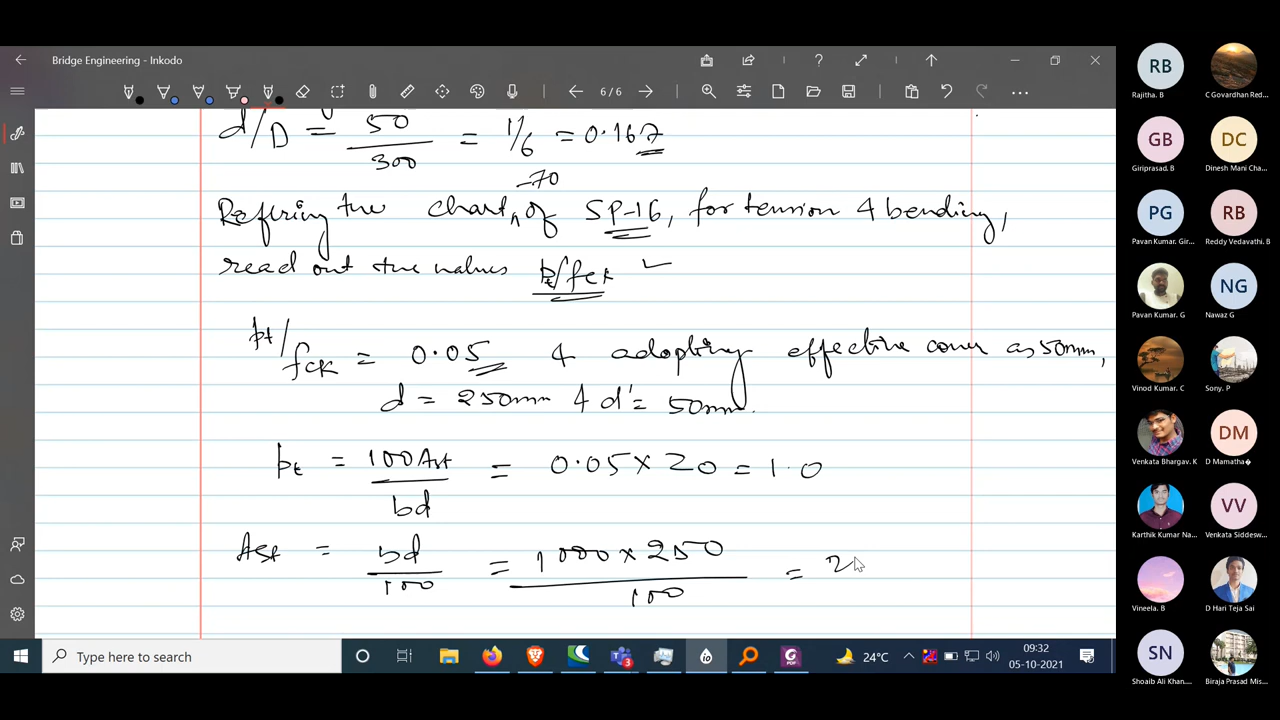 Bridge Engineering - Inkodo
6/6
d/D = 50/300 = 1/6 = 0.167
-70
Refering the chart, of SP-16, for tension & bending,
read out the values pt/fck
pt/fck = 0.05 & adopting effective cover as 50mm,
d = 250mm & d' = 50mm.
pt = 100Ast/bd = 0.05 x 20 = 1.0
Ast = bd/100 = 1000 x 250/100 = 2
RB
Rajitha. B
C Govardhan Red...
GB
Giriprasad. B
DC
Dinesh Mani Cha...
PG
Pavan Kumar. Gir...
RB
Reddy Vedavathi. B
Pavan Kumar. G
NG
Nawaz G
Vinod Kumar. C
Sony. P
Venkata Bhargav. K
DM
D Mamatha�
Karthik Kumar Na...
VV
Venkata Siddesw...
Vineela. B
D Hari Teja Sai
SN
Shoaib Ali Khan....
Biraja Prasad Mis...
Type here to search
24°C
09:32
05-10-2021